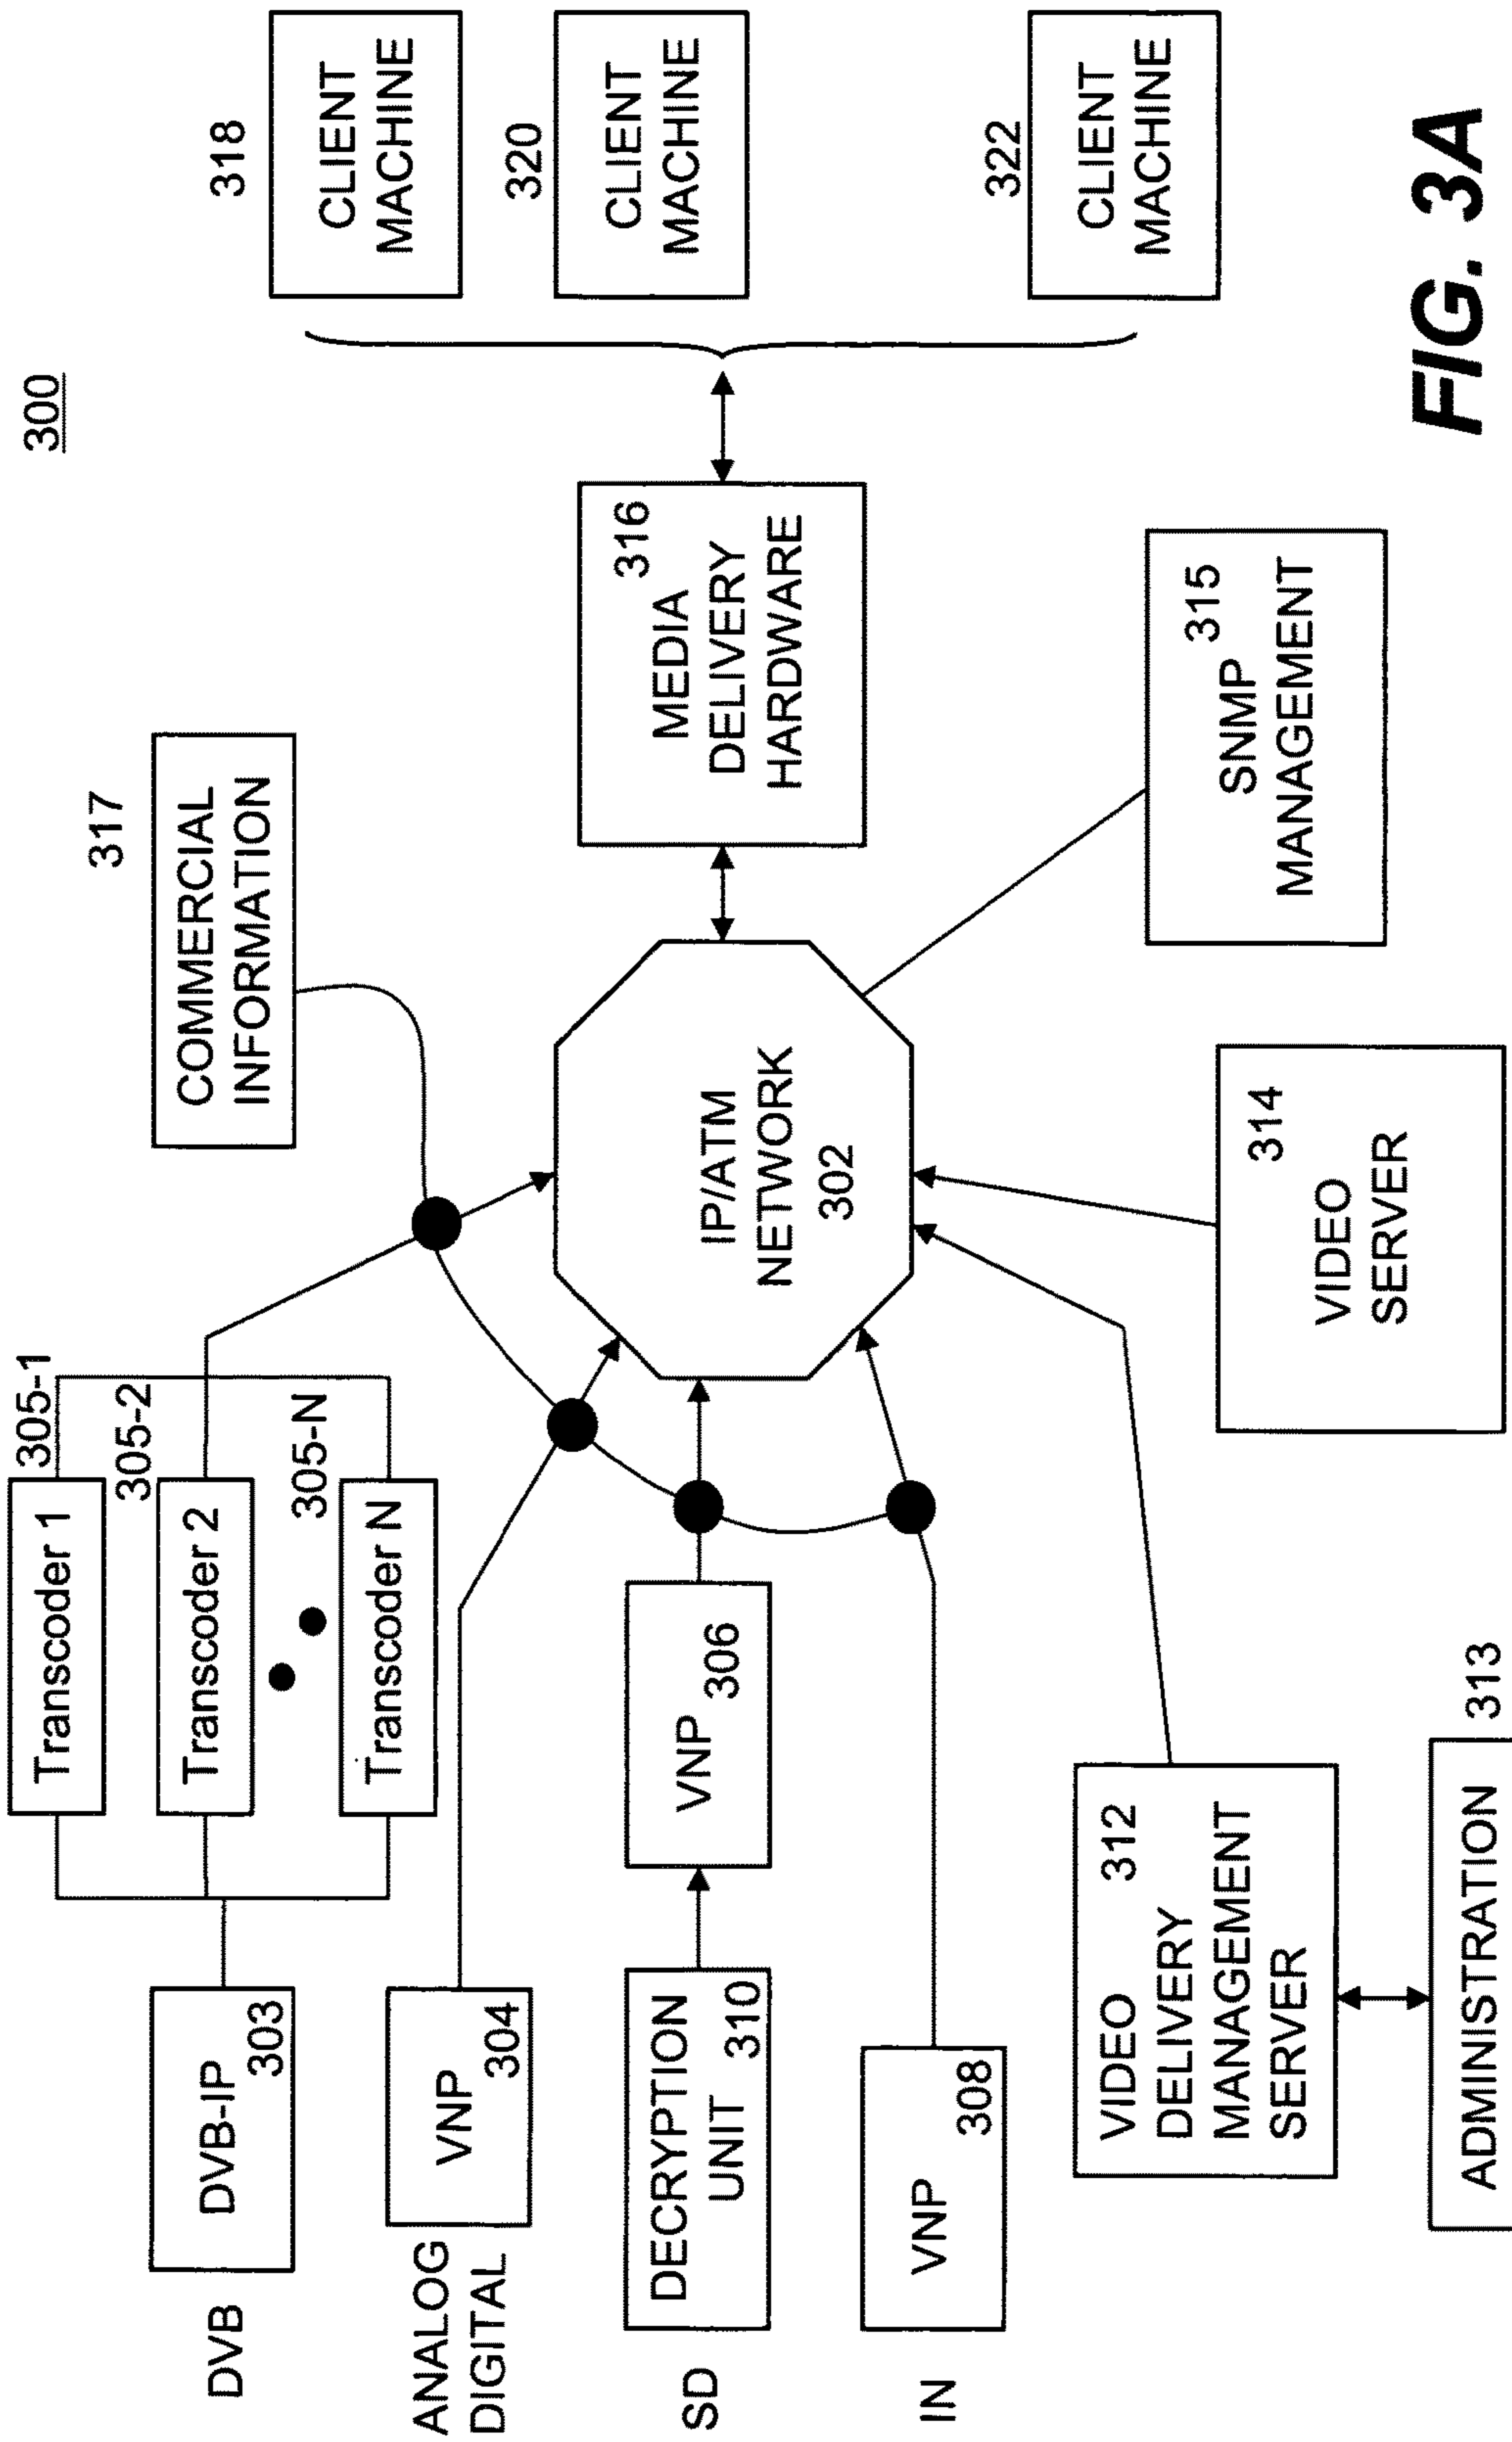 300
DVB
DVB-IP
303
Transcoder 1
305-1
Transcoder 2
305-2
Transcoder N
305-N
COMMERCIAL
INFORMATION
317
ANALOG
DIGITAL
VNP
304
SD
DECRYPTION
UNIT
310
VNP
306
IN
VNP
308
IP/ATM
NETWORK
302
MEDIA
DELIVERY
HARDWARE
316
318
CLIENT
MACHINE
320
CLIENT
MACHINE
322
CLIENT
MACHINE
VIDEO
DELIVERY
MANAGEMENT
SERVER
312
ADMINISTRATION
313
VIDEO
SERVER
314
SNMP
MANAGEMENT
315
FIG. 3A